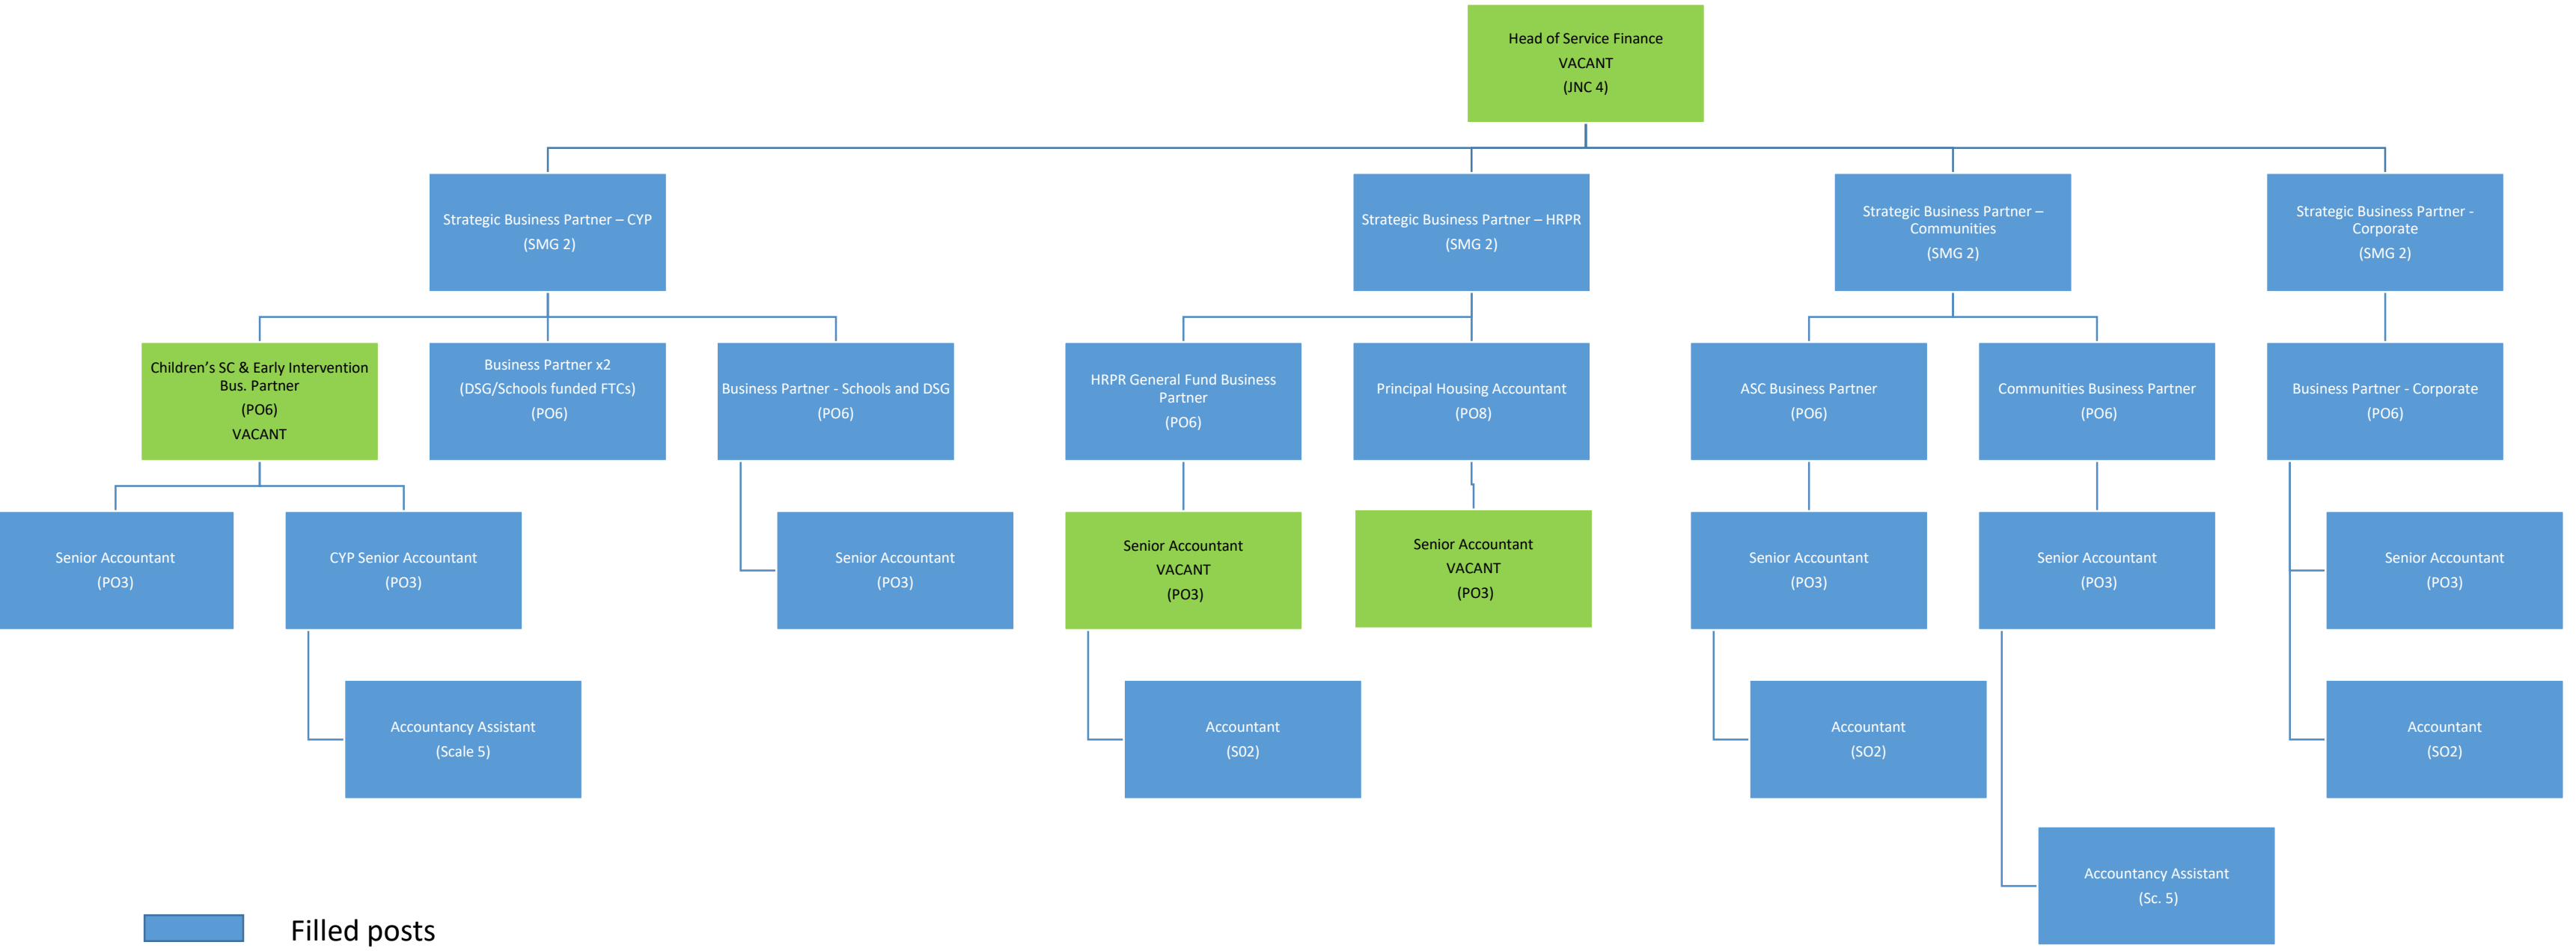 Head of Service Finance
VACANT
(JNC 4)
Strategic Business Partner – CYP
(SMG 2)
Strategic Business Partner – HRPR
(SMG 2)
Strategic Business Partner –
Communities
(SMG 2)
Strategic Business Partner -
Corporate
(SMG 2)
Children's SC & Early Intervention
Bus. Partner
(PO6)
VACANT
Business Partner x2
(DSG/Schools funded FTCs)
(PO6)
Business Partner - Schools and DSG
(PO6)
HRPR General Fund Business
Partner
(PO6)
Principal Housing Accountant
(PO8)
ASC Business Partner
(PO6)
Communities Business Partner
(PO6)
Business Partner - Corporate
(PO6)
Senior Accountant
(PO3)
CYP Senior Accountant
(PO3)
Senior Accountant
(PO3)
Senior Accountant
VACANT
(PO3)
Senior Accountant
VACANT
(PO3)
Senior Accountant
(PO3)
Senior Accountant
(PO3)
Senior Accountant
(PO3)
Accountancy Assistant
(Scale 5)
Accountant
(S02)
Accountant
(SO2)
Accountant
(SO2)
Accountancy Assistant
(Sc. 5)
Filled posts